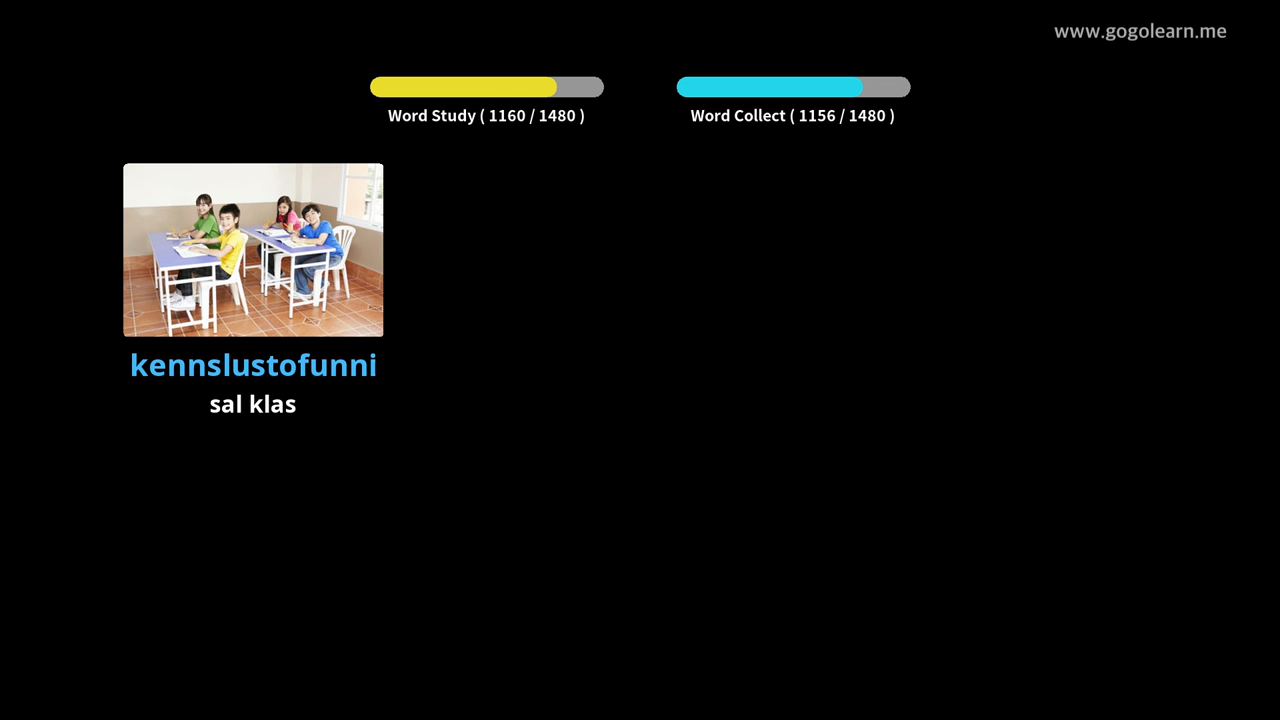 www.gogolearn.me
Word Study ( 1160 / 1480 )
Word Collect ( 1156 / 1480 )
kennslustofunni
sal klas